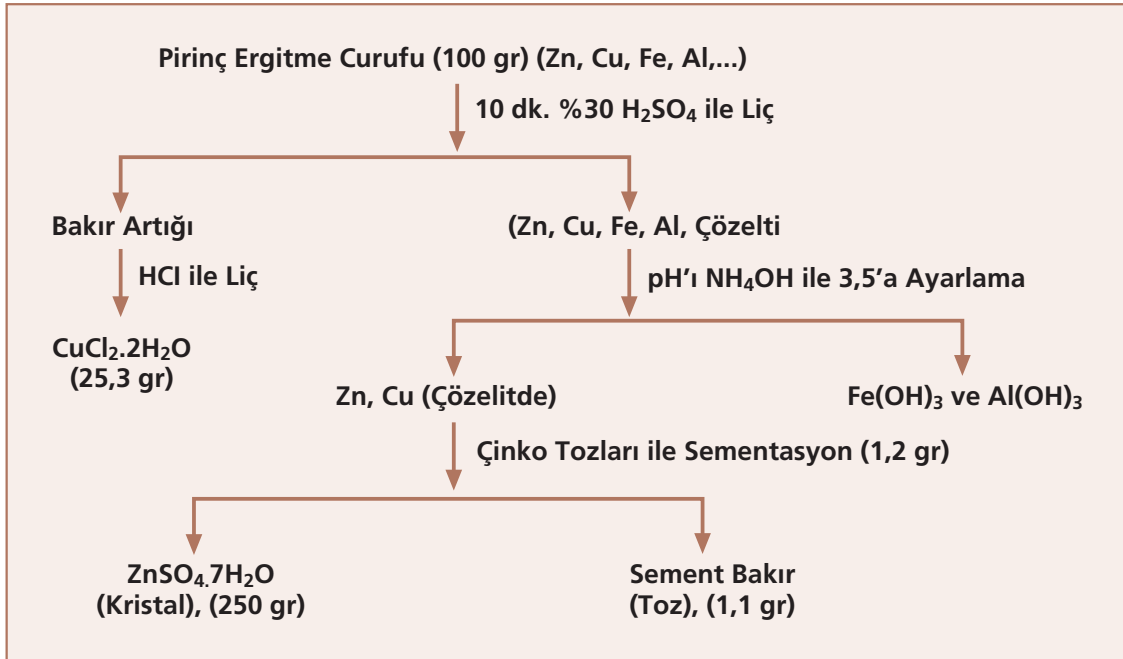 Pirinç Ergitme Curufu (100 gr) (Zn, Cu, Fe, Al,...)
10 dk. %30 H₂SO₄ ile Liç
Bakır Artığı
(Zn, Cu, Fe, Al, Çözelti
HCI ile Liç
pH'ı NH₄OH ile 3,5'a Ayarlama
CuCl₂.2H₂O
(25,3 gr)
Zn, Cu (Çözelitde)
Fe(OH)₃ ve Al(OH)₃
Çinko Tozları ile Sementasyon (1,2 gr)
ZnSO₄.7H₂O
(Kristal), (250 gr)
Sement Bakır
(Toz), (1,1 gr)